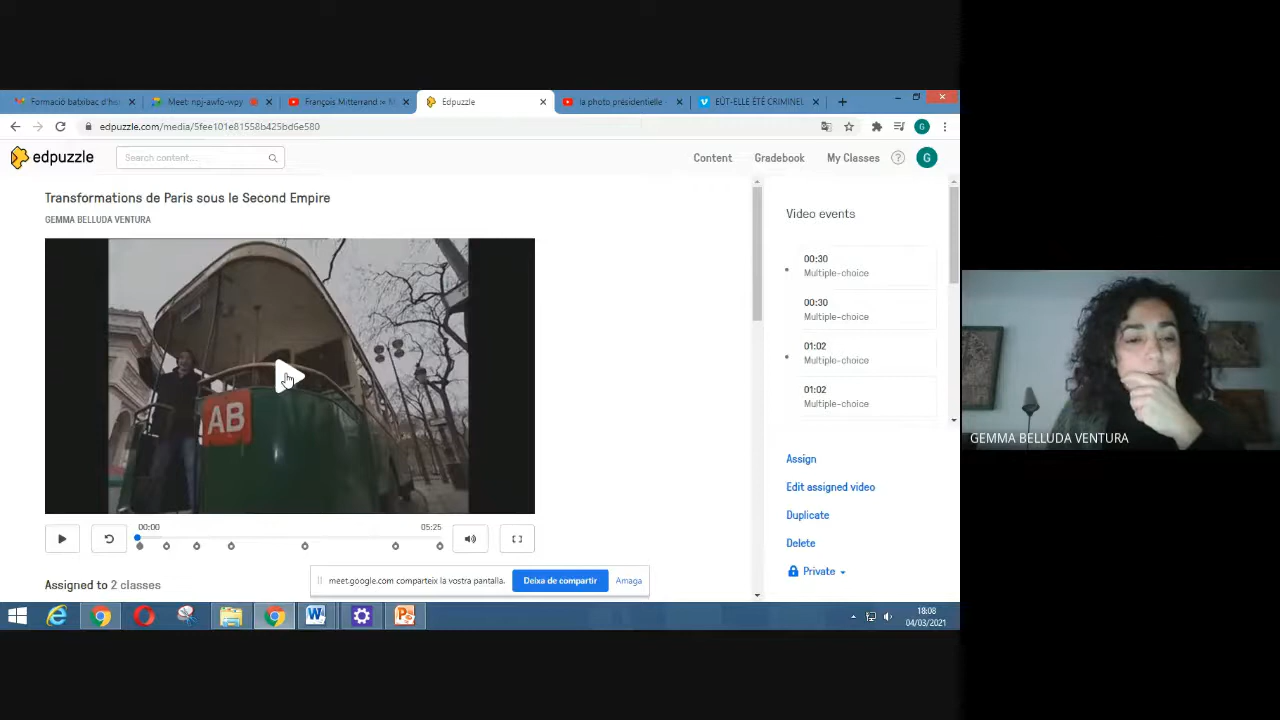 Formació batxibac d'his
Meet: npj-awfo-wpy
François Mitterrand
Edpuzzle
la photo présidentielle -
EÛT-ELLE ÉTÉ CRIMINEL
edpuzzle.com/media/5fee101e81558b425bd6e580
G
edpuzzle
Search content...
Content
Gradebook
My Classes
?
G
Transformations de Paris sous le Second Empire
GEMMA BELLUDA VENTURA
AB
00:00
05:25
Assigned to 2 classes
Video events
00:30
Multiple-choice
00:30
Multiple-choice
01:02
Multiple-choice
01:02
Multiple-choice
Assign
Edit assigned video
Duplicate
Delete
Private
meet.google.com comparteix la vostra pantalla.
Deixa de compartir
Amaga
18:08
04/03/2021
GEMMA BELLUDA VENTURA